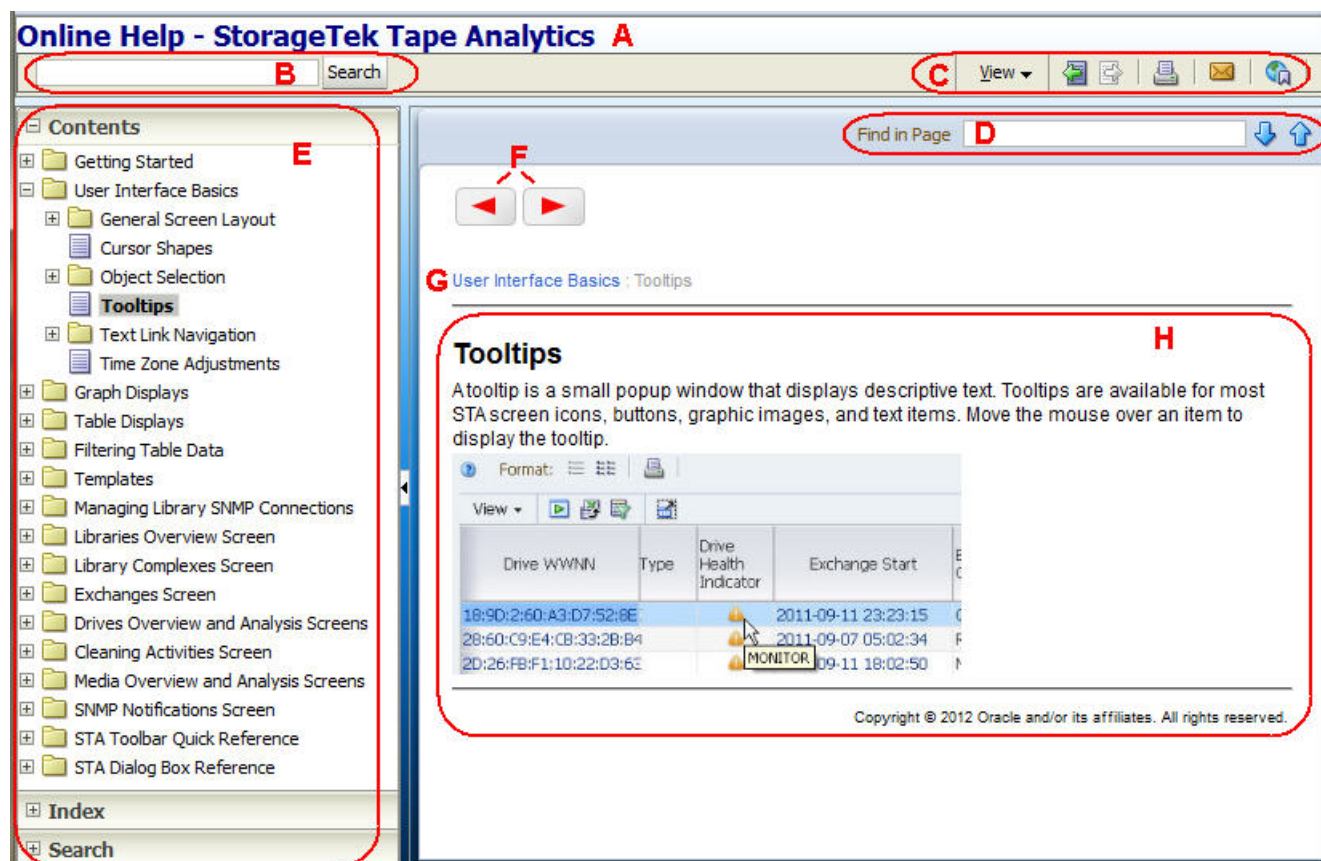 Online Help - StorageTek Tape Analytics A
B Search
C View
Contents
E
Getting Started
User Interface Basics
General Screen Layout
Cursor Shapes
Object Selection
Tooltips
Text Link Navigation
Time Zone Adjustments
Graph Displays
Table Displays
Filtering Table Data
Templates
Managing Library SNMP Connections
Libraries Overview Screen
Library Complexes Screen
Exchanges Screen
Drives Overview and Analysis Screens
Cleaning Activities Screen
Media Overview and Analysis Screens
SNMP Notifications Screen
STA Toolbar Quick Reference
STA Dialog Box Reference
Index
Search
Find in Page D
F
G User Interface Basics : Tooltips
H
Tooltips
A tooltip is a small popup window that displays descriptive text. Tooltips are available for most
STA screen icons, buttons, graphic images, and text items. Move the mouse over an item to
display the tooltip.
Format:
View
Drive WWNN Type Drive Health Indicator Exchange Start
18:9D:2:60:A3:D7:52:8E 2011-09-11 23:23:15
28:60:C9:E4:CB:33:2B:B4 2011-09-07 05:02:34
2D:26:FB:F1:10:22:D3:63 MONITOR 09-11 18:02:50
Copyright © 2012 Oracle and/or its affiliates. All rights reserved.